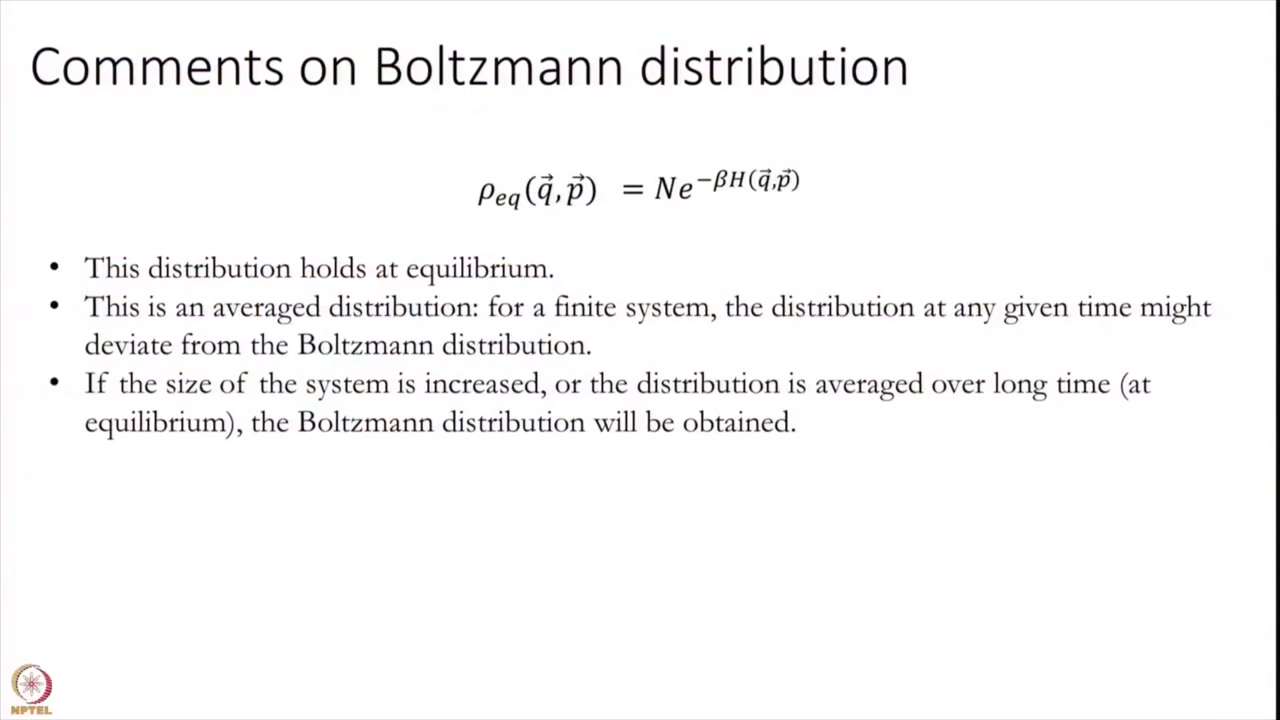 Comments on Boltzmann distribution
ρ_eq(q⃗,p⃗) = Ne^{−βH(q⃗,p⃗)}
• This distribution holds at equilibrium.
• This is an averaged distribution: for a finite system, the distribution at any given time might
deviate from the Boltzmann distribution.
• If the size of the system is increased, or the distribution is averaged over long time (at
equilibrium), the Boltzmann distribution will be obtained.
NPTEL